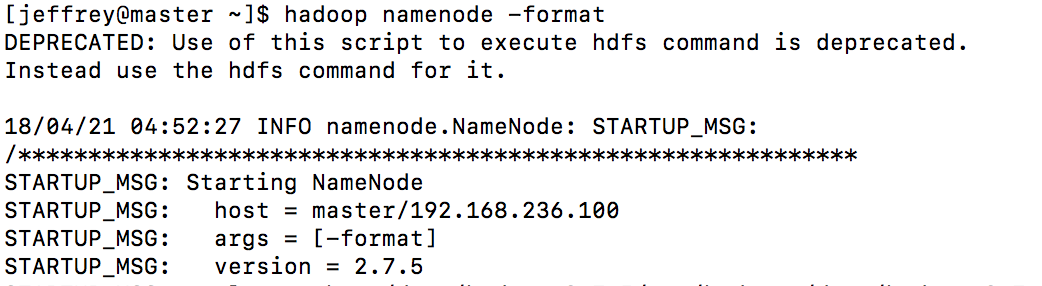 [jeffrey@master ~]$ hadoop namenode -format
DEPRECATED: Use of this script to execute hdfs command is deprecated.
Instead use the hdfs command for it.
18/04/21 04:52:27 INFO namenode.NameNode: STARTUP_MSG:
/************************************************************
STARTUP_MSG: Starting NameNode
STARTUP_MSG:   host = master/192.168.236.100
STARTUP_MSG:   args = [-format]
STARTUP_MSG:   version = 2.7.5